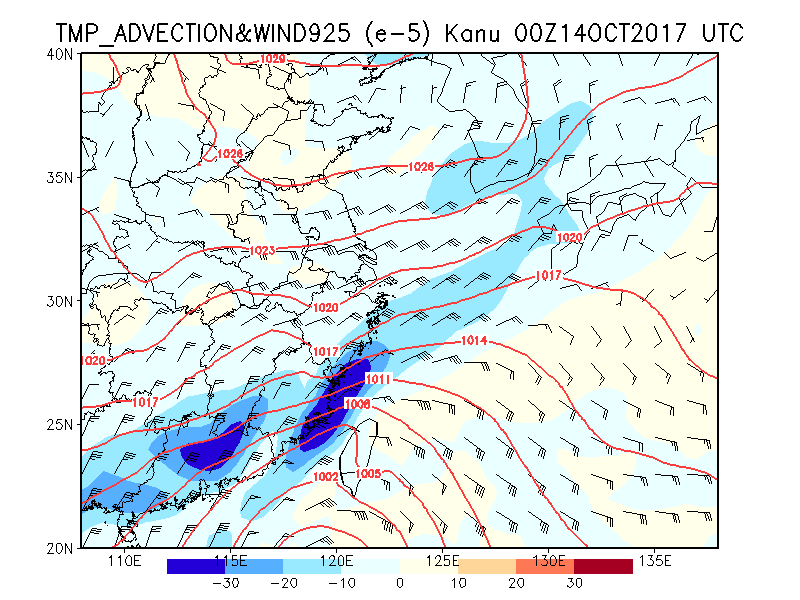 TMP_ADVECTION&WIND925 (e-5) Kanu 00Z14OCT2017 UTC
40N
1029
1026
1026
35N
1023
1020
1017
30N
1020
1014
1017
1020
1011
1017
1008
25N
1005
1002
20N
110E 115E 120E 125E 130E 135E
-30 -20 -10 0 10 20 30